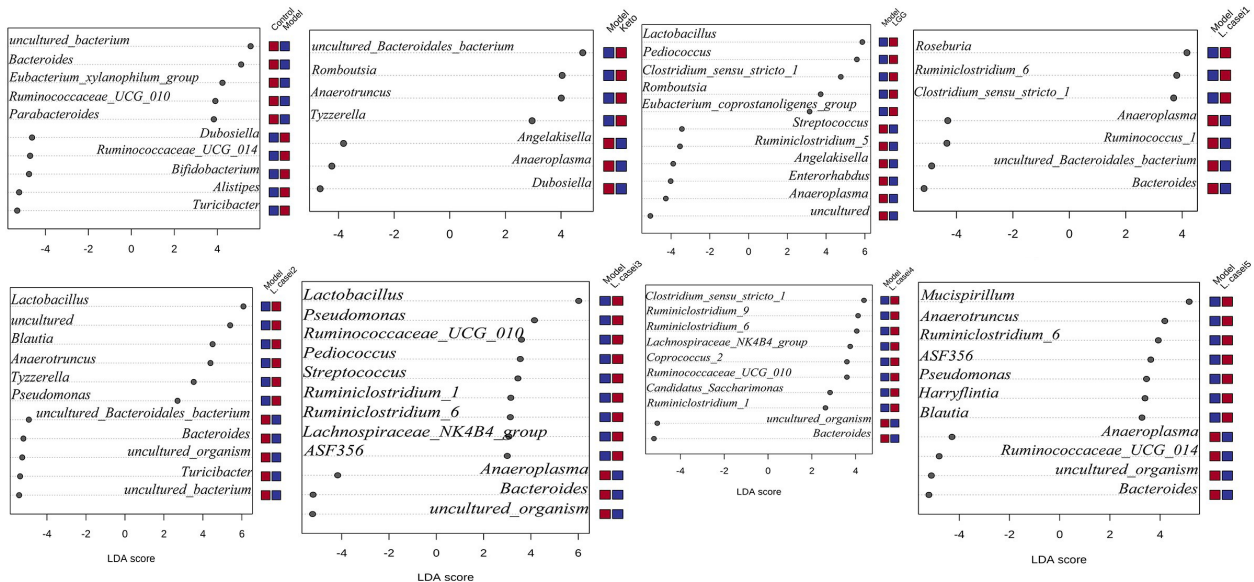 Control
Model
uncultured_bacterium
Bacteroides
Eubacterium_xylanophilum_group
Ruminococcaceae_UCG_010
Parabacteroides
Dubosiella
Ruminococcaceae_UCG_014
Bifidobacterium
Alistipes
Turicibacter
-4 -2 0 2 4
Model
Keto
uncultured_Bacteroidales_bacterium
Romboutsia
Anaerotruncus
Tyzzerella
Angelakisella
Anaeroplasma
Dubosiella
-4 -2 0 2 4
Model
LGG
Lactobacillus
Pediococcus
Clostridium_sensu_stricto_1
Romboutsia
Eubacterium_coprostanoligenes_group
Streptococcus
Ruminiclostridium_5
Angelakisella
Enterorhabdus
Anaeroplasma
uncultured
-4 -2 0 2 4 6
Model
L. casei1
Roseburia
Ruminiclostridium_6
Clostridium_sensu_stricto_1
Anaeroplasma
Ruminococcus_1
uncultured_Bacteroidales_bacterium
Bacteroides
-4 -2 0 2 4
Model
L. casei2
Lactobacillus
uncultured
Blautia
Anaerotruncus
Tyzzerella
Pseudomonas
uncultured_Bacteroidales_bacterium
Bacteroides
uncultured_organism
Turicibacter
uncultured_bacterium
-4 -2 0 2 4 6
LDA score
Model
L. casei3
Lactobacillus
Pseudomonas
Ruminococcaceae_UCG_010
Pediococcus
Streptococcus
Ruminiclostridium_1
Ruminiclostridium_6
Lachnospiraceae_NK4B4_group
ASF356
Anaeroplasma
Bacteroides
uncultured_organism
-4 -2 0 2 4 6
LDA score
Model
L. casei4
Clostridium_sensu_stricto_1
Ruminiclostridium_9
Ruminiclostridium_6
Lachnospiraceae_NK4B4_group
Coprococcus_2
Ruminococcaceae_UCG_010
Candidatus_Saccharimonas
Ruminiclostridium_1
uncultured_organism
Bacteroides
-4 -2 0 2 4
LDA score
Model
L. casei5
Mucispirillum
Anaerotruncus
Ruminiclostridium_6
ASF356
Pseudomonas
Harryflintia
Blautia
Anaeroplasma
Ruminococcaceae_UCG_014
uncultured_organism
Bacteroides
-4 -2 0 2 4
LDA score